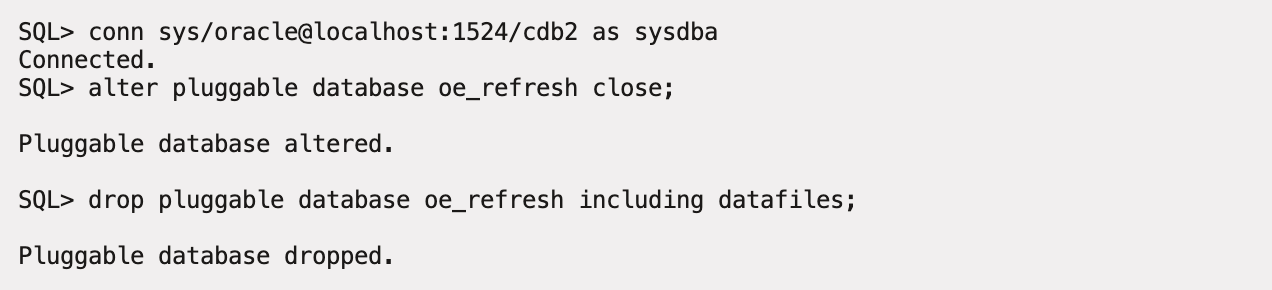 SQL> conn sys/oracle@localhost:1524/cdb2 as sysdba
Connected.
SQL> alter pluggable database oe_refresh close;
Pluggable database altered.
SQL> drop pluggable database oe_refresh including datafiles;
Pluggable database dropped.